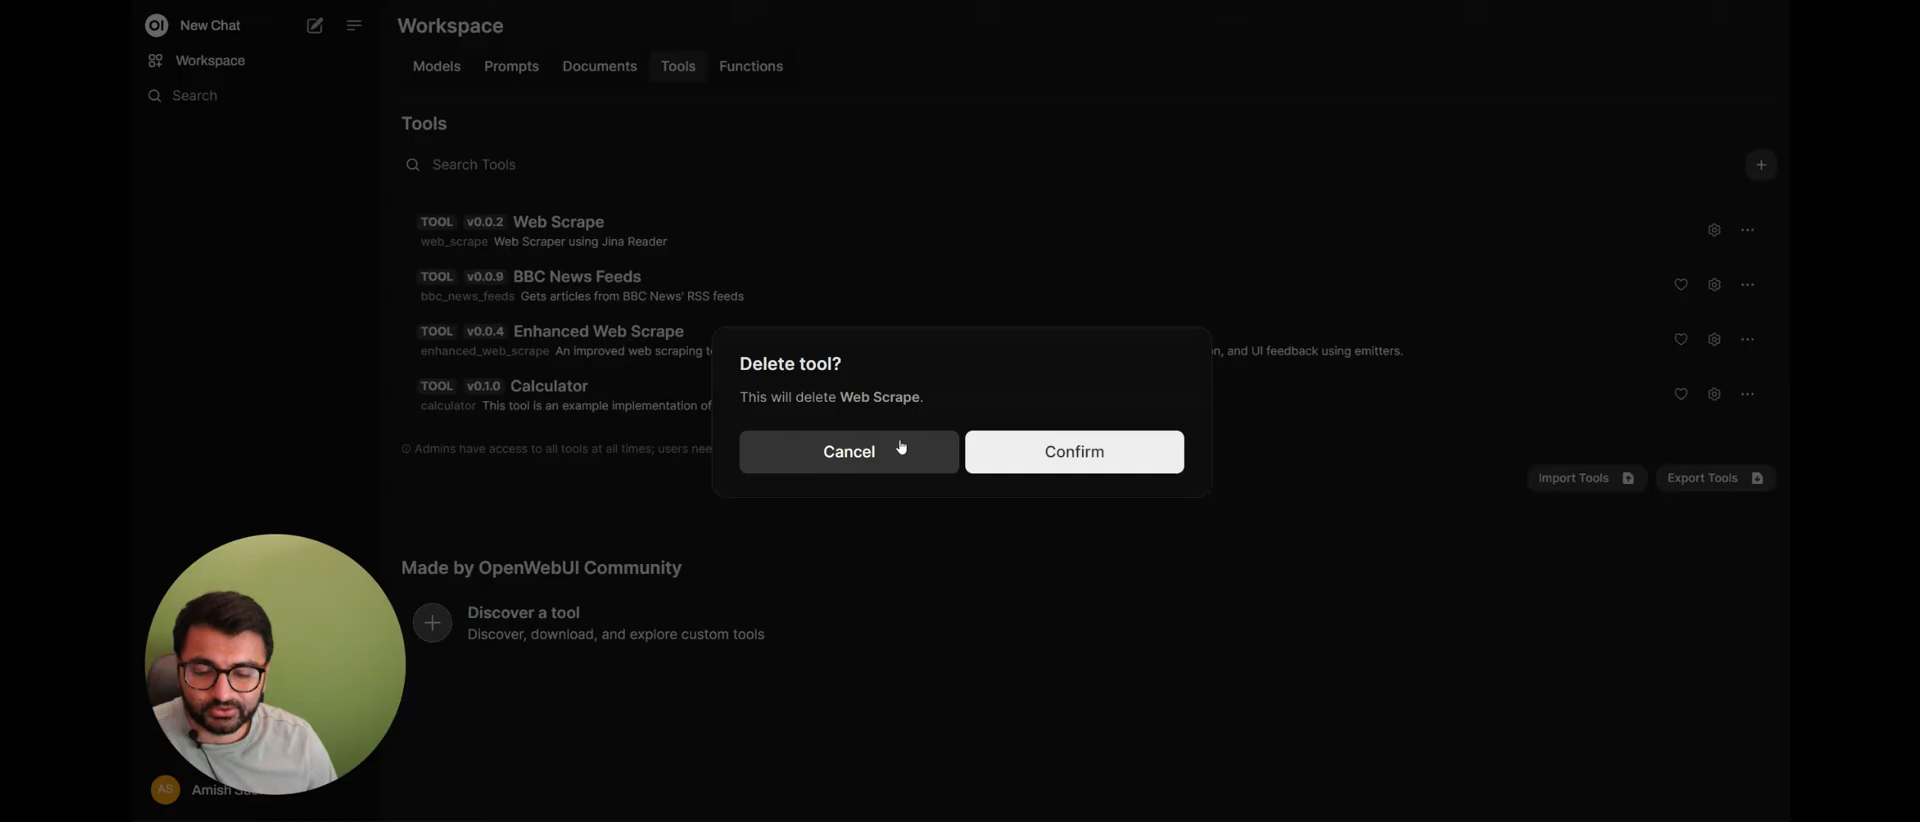 OI New Chat
Workspace
Search
Workspace
Models Prompts Documents Tools Functions
Tools
Search Tools
TOOL v0.0.2 Web Scrape
web_scrape Web Scraper using Jina Reader
TOOL v0.0.9 BBC News Feeds
bbc_news_feeds Gets articles from BBC News' RSS feeds
TOOL v0.0.4 Enhanced Web Scrape
enhanced_web_scrape An improved web scraping
, and UI feedback using emitters.
TOOL v0.1.0 Calculator
calculator This tool is an example implementation of
Admins have access to all tools at all times; users
Delete tool?
This will delete Web Scrape.
Cancel
Confirm
Import Tools
Export Tools
Made by OpenWebUI Community
Discover a tool
Discover, download, and explore custom tools
AS Amish